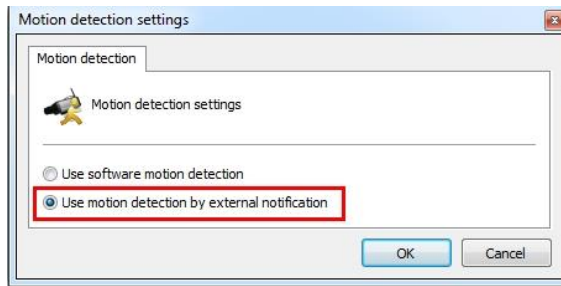 Motion detection settings
Motion detection
Motion detection settings
Use software motion detection
Use motion detection by external notification
OK
Cancel